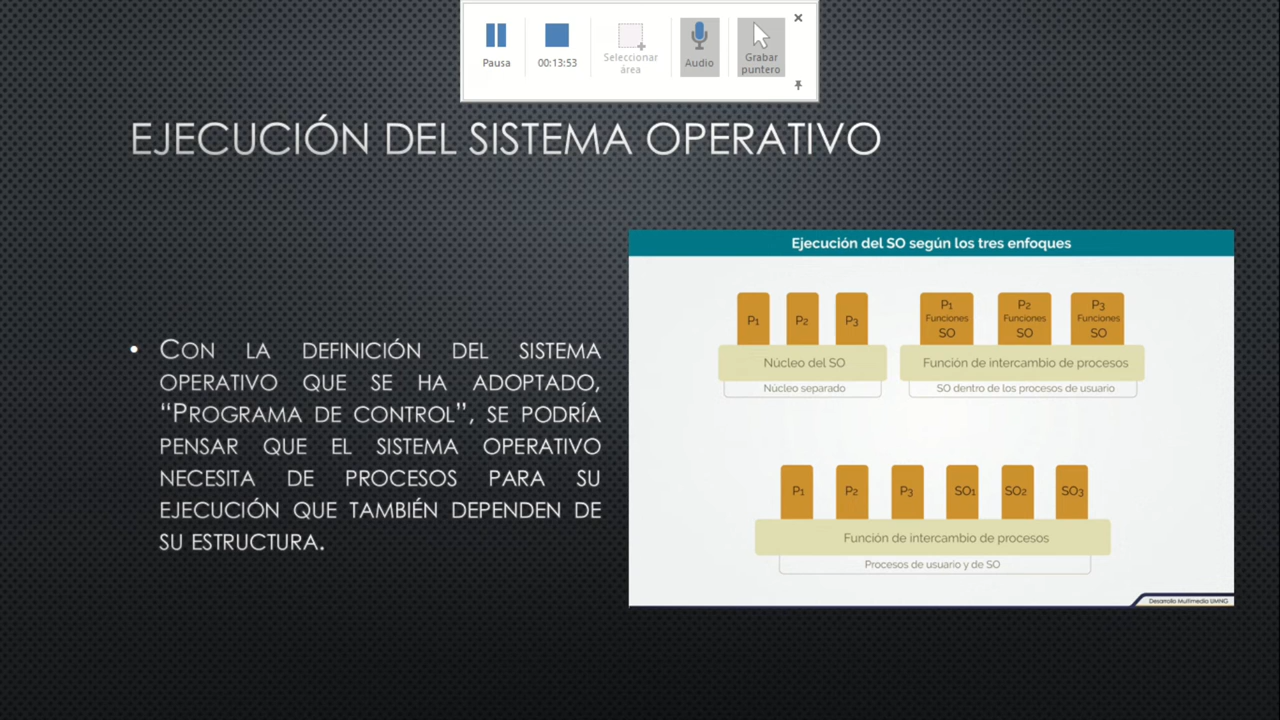 Pausa
00:13:53
Seleccionar
área
Audio
Grabar
puntero
EJECUCIÓN DEL SISTEMA OPERATIVO
• CON LA DEFINICIÓN DEL SISTEMA
OPERATIVO QUE SE HA ADOPTADO,
“PROGRAMA DE CONTROL”, SE PODRÍA
PENSAR QUE EL SISTEMA OPERATIVO
NECESITA DE PROCESOS PARA SU
EJECUCIÓN QUE TAMBIÉN DEPENDEN DE
SU ESTRUCTURA.
Ejecución del SO según los tres enfoques
P1 P2 P3
Núcleo del SO
Núcleo separado
P1 Funciones SO
P2 Funciones SO
P3 Funciones SO
Función de intercambio de procesos
SO dentro de los procesos de usuario
P1 P2 P3 SO1 SO2 SO3
Función de intercambio de procesos
Procesos de usuario y de SO
Desarrollo Multimedia UMNG